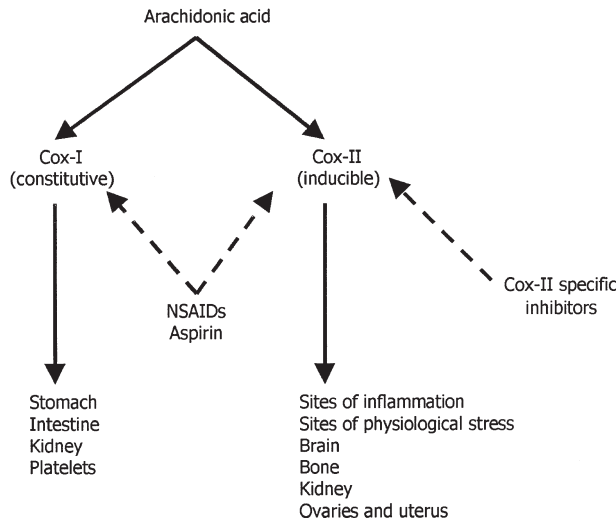 Arachidonic acid
Cox-I
(constitutive)
Cox-II
(inducible)
NSAIDs
Aspirin
Cox-II specific
inhibitors
Stomach
Intestine
Kidney
Platelets
Sites of inflammation
Sites of physiological stress
Brain
Bone
Kidney
Ovaries and uterus